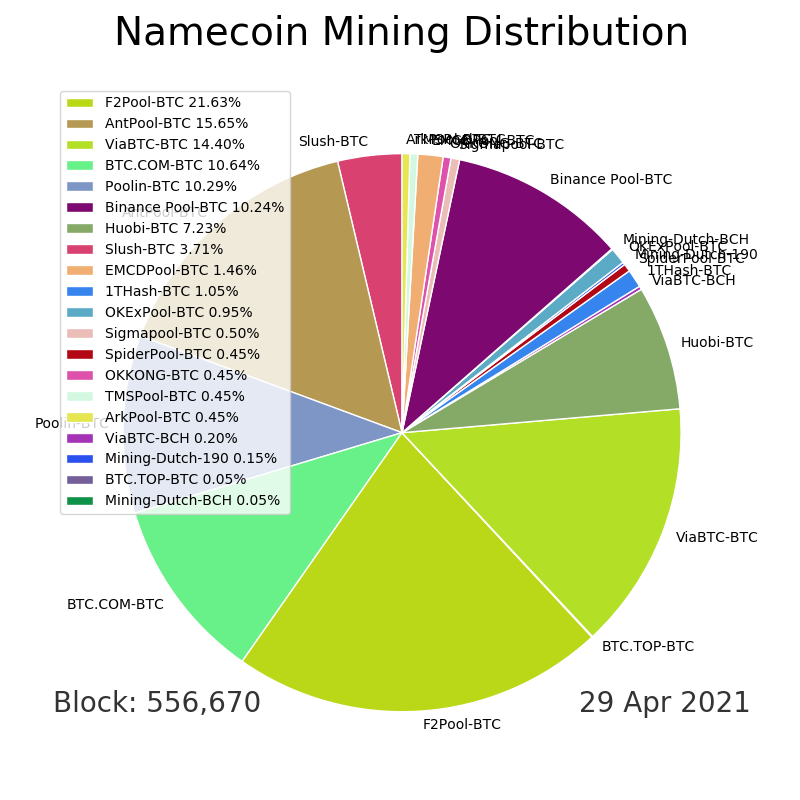 Namecoin Mining Distribution
F2Pool-BTC 21.63%
AntPool-BTC 15.65%
ViaBTC-BTC 14.40%
BTC.COM-BTC 10.64%
Poolin-BTC 10.29%
Binance Pool-BTC 10.24%
Huobi-BTC 7.23%
Slush-BTC 3.71%
EMCDPool-BTC 1.46%
1THash-BTC 1.05%
OKExPool-BTC 0.95%
Sigmapool-BTC 0.50%
SpiderPool-BTC 0.45%
OKKONG-BTC 0.45%
TMSPool-BTC 0.45%
ArkPool-BTC 0.45%
ViaBTC-BCH 0.20%
Mining-Dutch-190 0.15%
BTC.TOP-BTC 0.05%
Mining-Dutch-BCH 0.05%
Slush-BTC
Sigmapool-BTC
Binance Pool-BTC
AntPool-BTC
Mining-Dutch-BCH
OKExPool-BTC
Mining-Dutch-190
SpiderPool-BTC
1THash-BTC
ViaBTC-BCH
Huobi-BTC
Poolin-BTC
ViaBTC-BTC
BTC.COM-BTC
BTC.TOP-BTC
F2Pool-BTC
Block: 556,670
29 Apr 2021